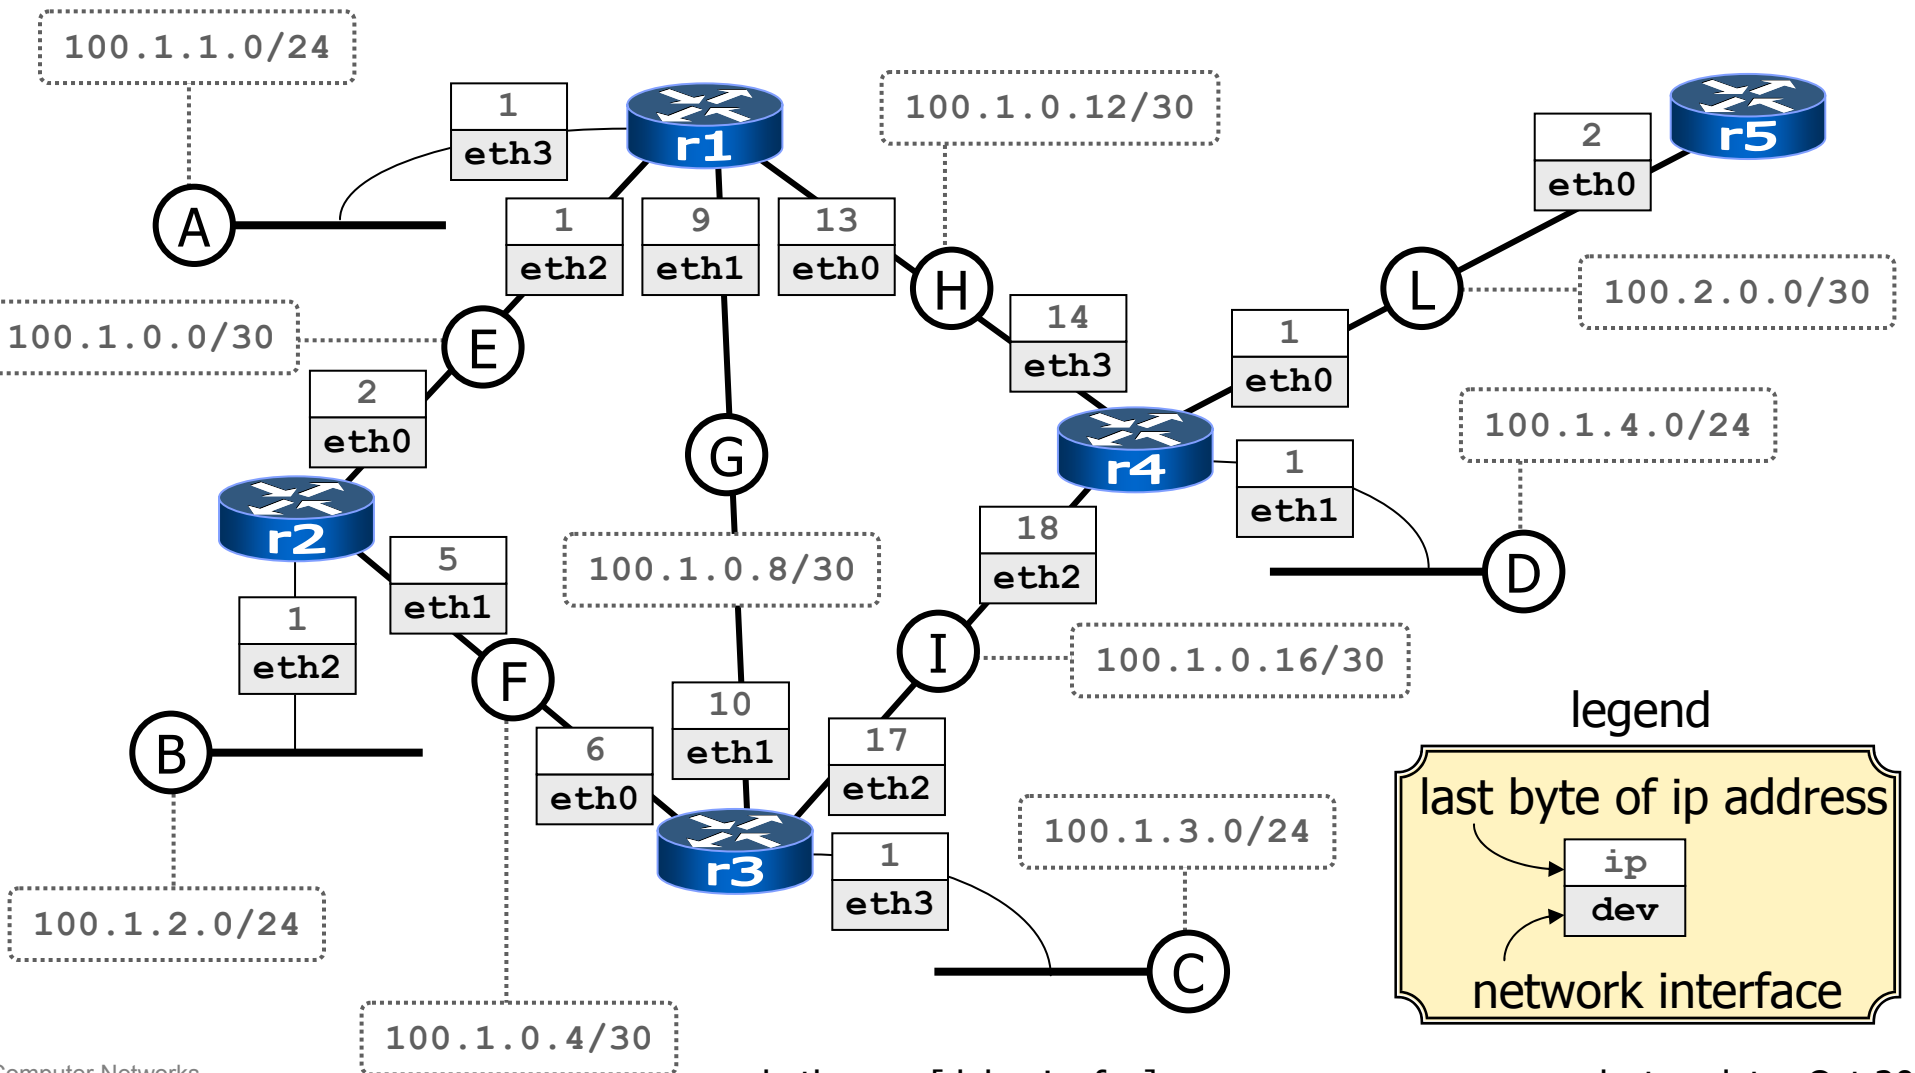 100.1.1.0/24
1
eth3
r1
100.1.0.12/30
2
eth0
r5
A
1
eth2
9
eth1
13
eth0
H
L
100.2.0.0/30
100.1.0.0/30
E
14
eth3
1
eth0
2
eth0
G
r4
100.1.4.0/24
1
eth1
r2
5
eth1
100.1.0.8/30
18
eth2
D
1
eth2
F
I
100.1.0.16/30
B
6
eth0
10
eth1
17
eth2
legend
last byte of ip address
ip
dev
network interface
100.1.3.0/24
r3
1
eth3
C
100.1.2.0/24
100.1.0.4/30